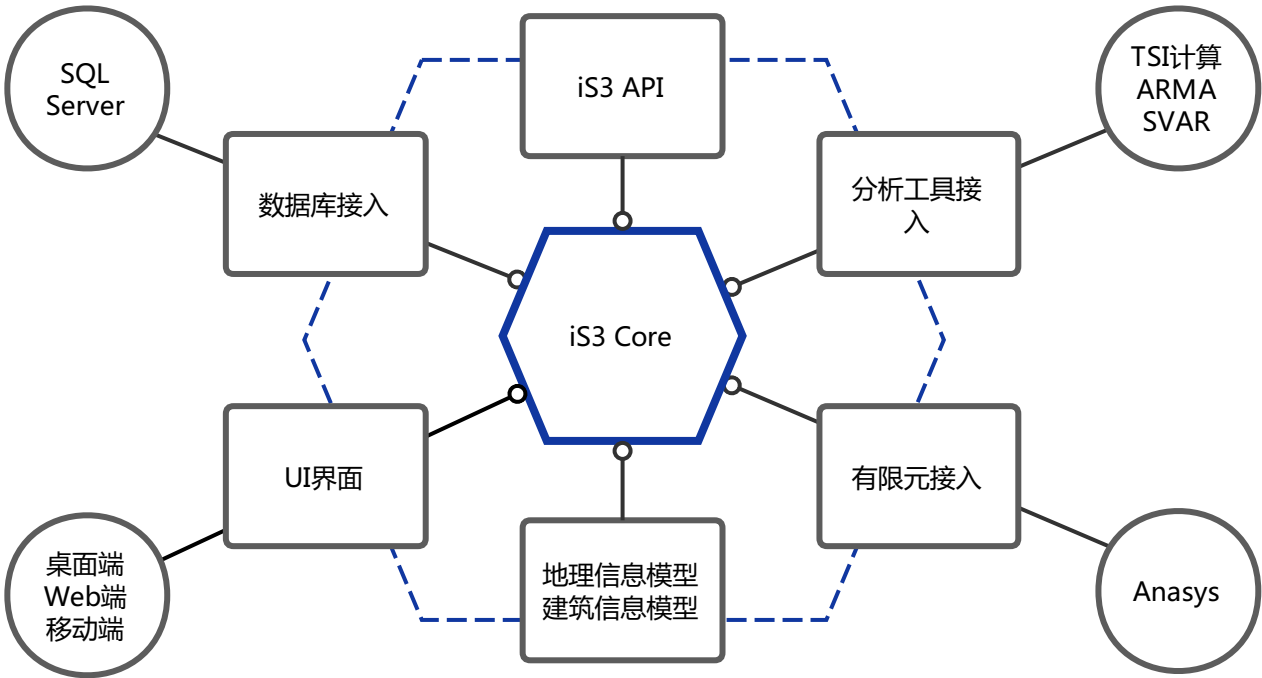 SQL
Server
iS3 API
TSI计算
ARMA
SVAR
数据库接入
分析工具接
入
iS3 Core
UI界面
有限元接入
桌面端
Web端
移动端
地理信息模型
建筑信息模型
Anasys